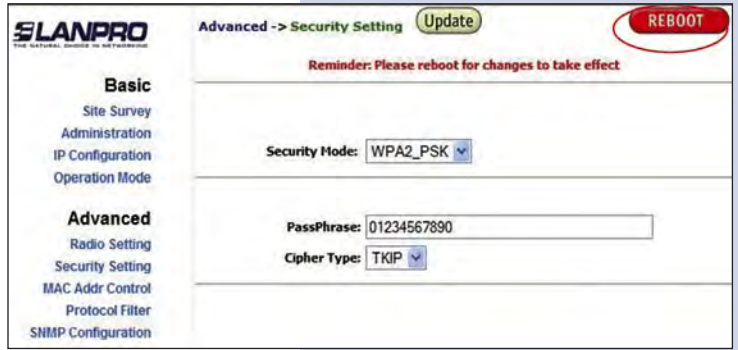 SLANPRO
THE NATURAL CHOICE IN NETWORKING
Advanced -> Security Setting
Update
REBOOT
Reminder: Please reboot for changes to take effect
Basic
Site Survey
Administration
IP Configuration
Operation Mode
Advanced
Radio Setting
Security Setting
MAC Addr Control
Protocol Filter
SNMP Configuration
Security Mode: WPA2_PSK
PassPhrase: 01234567890
Cipher Type: TKIP